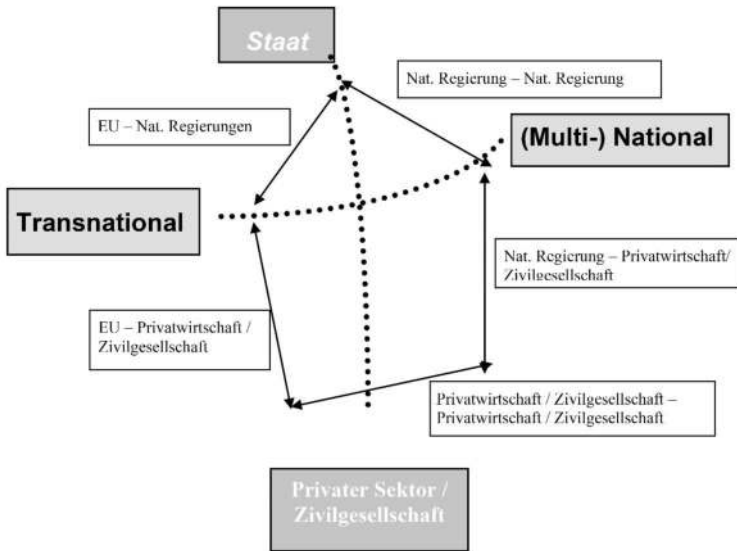 Staat
Nat. Regierung – Nat. Regierung
EU – Nat. Regierungen
(Multi-) National
Transnational
Nat. Regierung – Privatwirtschaft/
Zivilgesellschaft
EU – Privatwirtschaft /
Zivilgesellschaft
Privatwirtschaft / Zivilgesellschaft –
Privatwirtschaft / Zivilgesellschaft
Privater Sektor /
Zivilgesellschaft